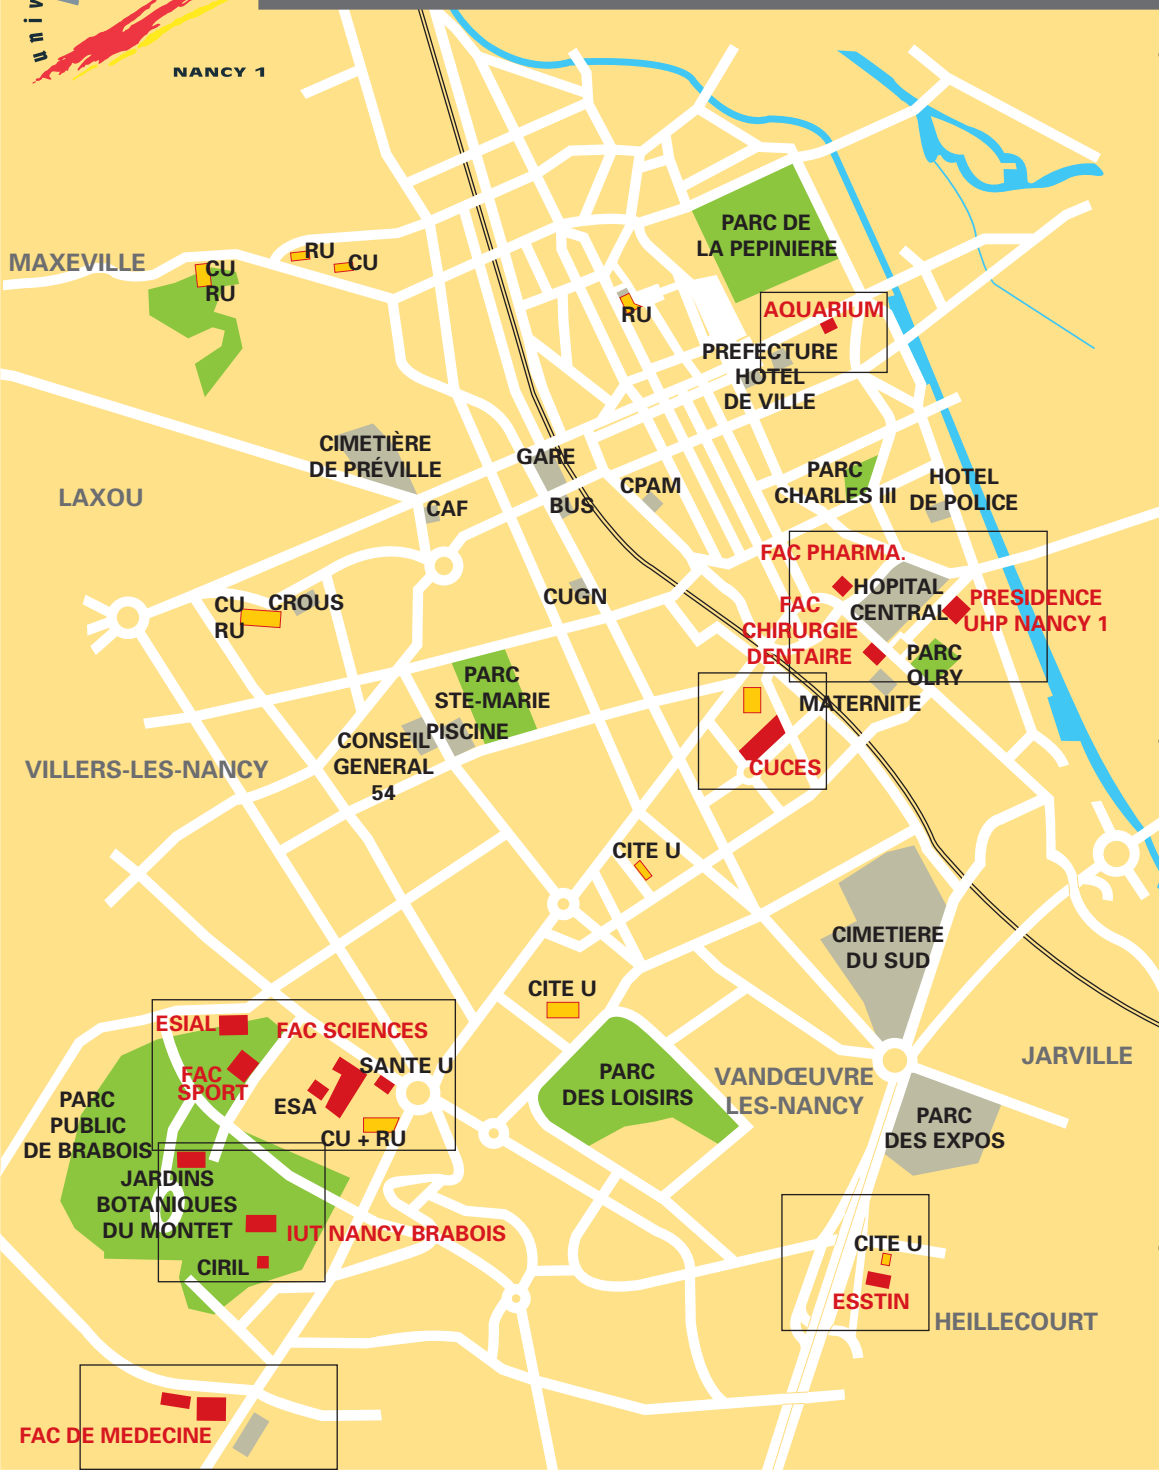 uni
NANCY 1
PARC DE
LA PEPINIERE
MAXEVILLE
RU
CU
CU
RU
RU
AQUARIUM
PREFECTURE
HOTEL
DE VILLE
CIMETIÈRE
DE PRÉVILLE
GARE
CPAM
PARC
CHARLES III
HOTEL
DE POLICE
LAXOU
CAF
BUS
FAC PHARMA.
HOPITAL
CENTRAL
CUGN
FAC
CHIRURGIE
DENTAIRE
PRESIDENCE
UHP NANCY 1
CU
RU
CROUS
PARC
OLRY
PARC
STE-MARIE
MATERNITE
PISCINE
CONSEIL
GENERAL
54
VILLERS-LES-NANCY
CUCES
CITE U
CIMETIERE
DU SUD
CITE U
ESIAL
FAC SCIENCES
SANTE U
FAC
SPORT
ESA
CU + RU
PARC
PUBLIC
DE BRABOIS
PARC
DES LOISIRS
VANDŒUVRE
LES-NANCY
JARVILLE
PARC
DES EXPOS
JARDINS
BOTANIQUES
DU MONTET
IUT NANCY BRABOIS
CIRIL
CITE U
ESSTIN
HEILLECOURT
FAC DE MEDECINE